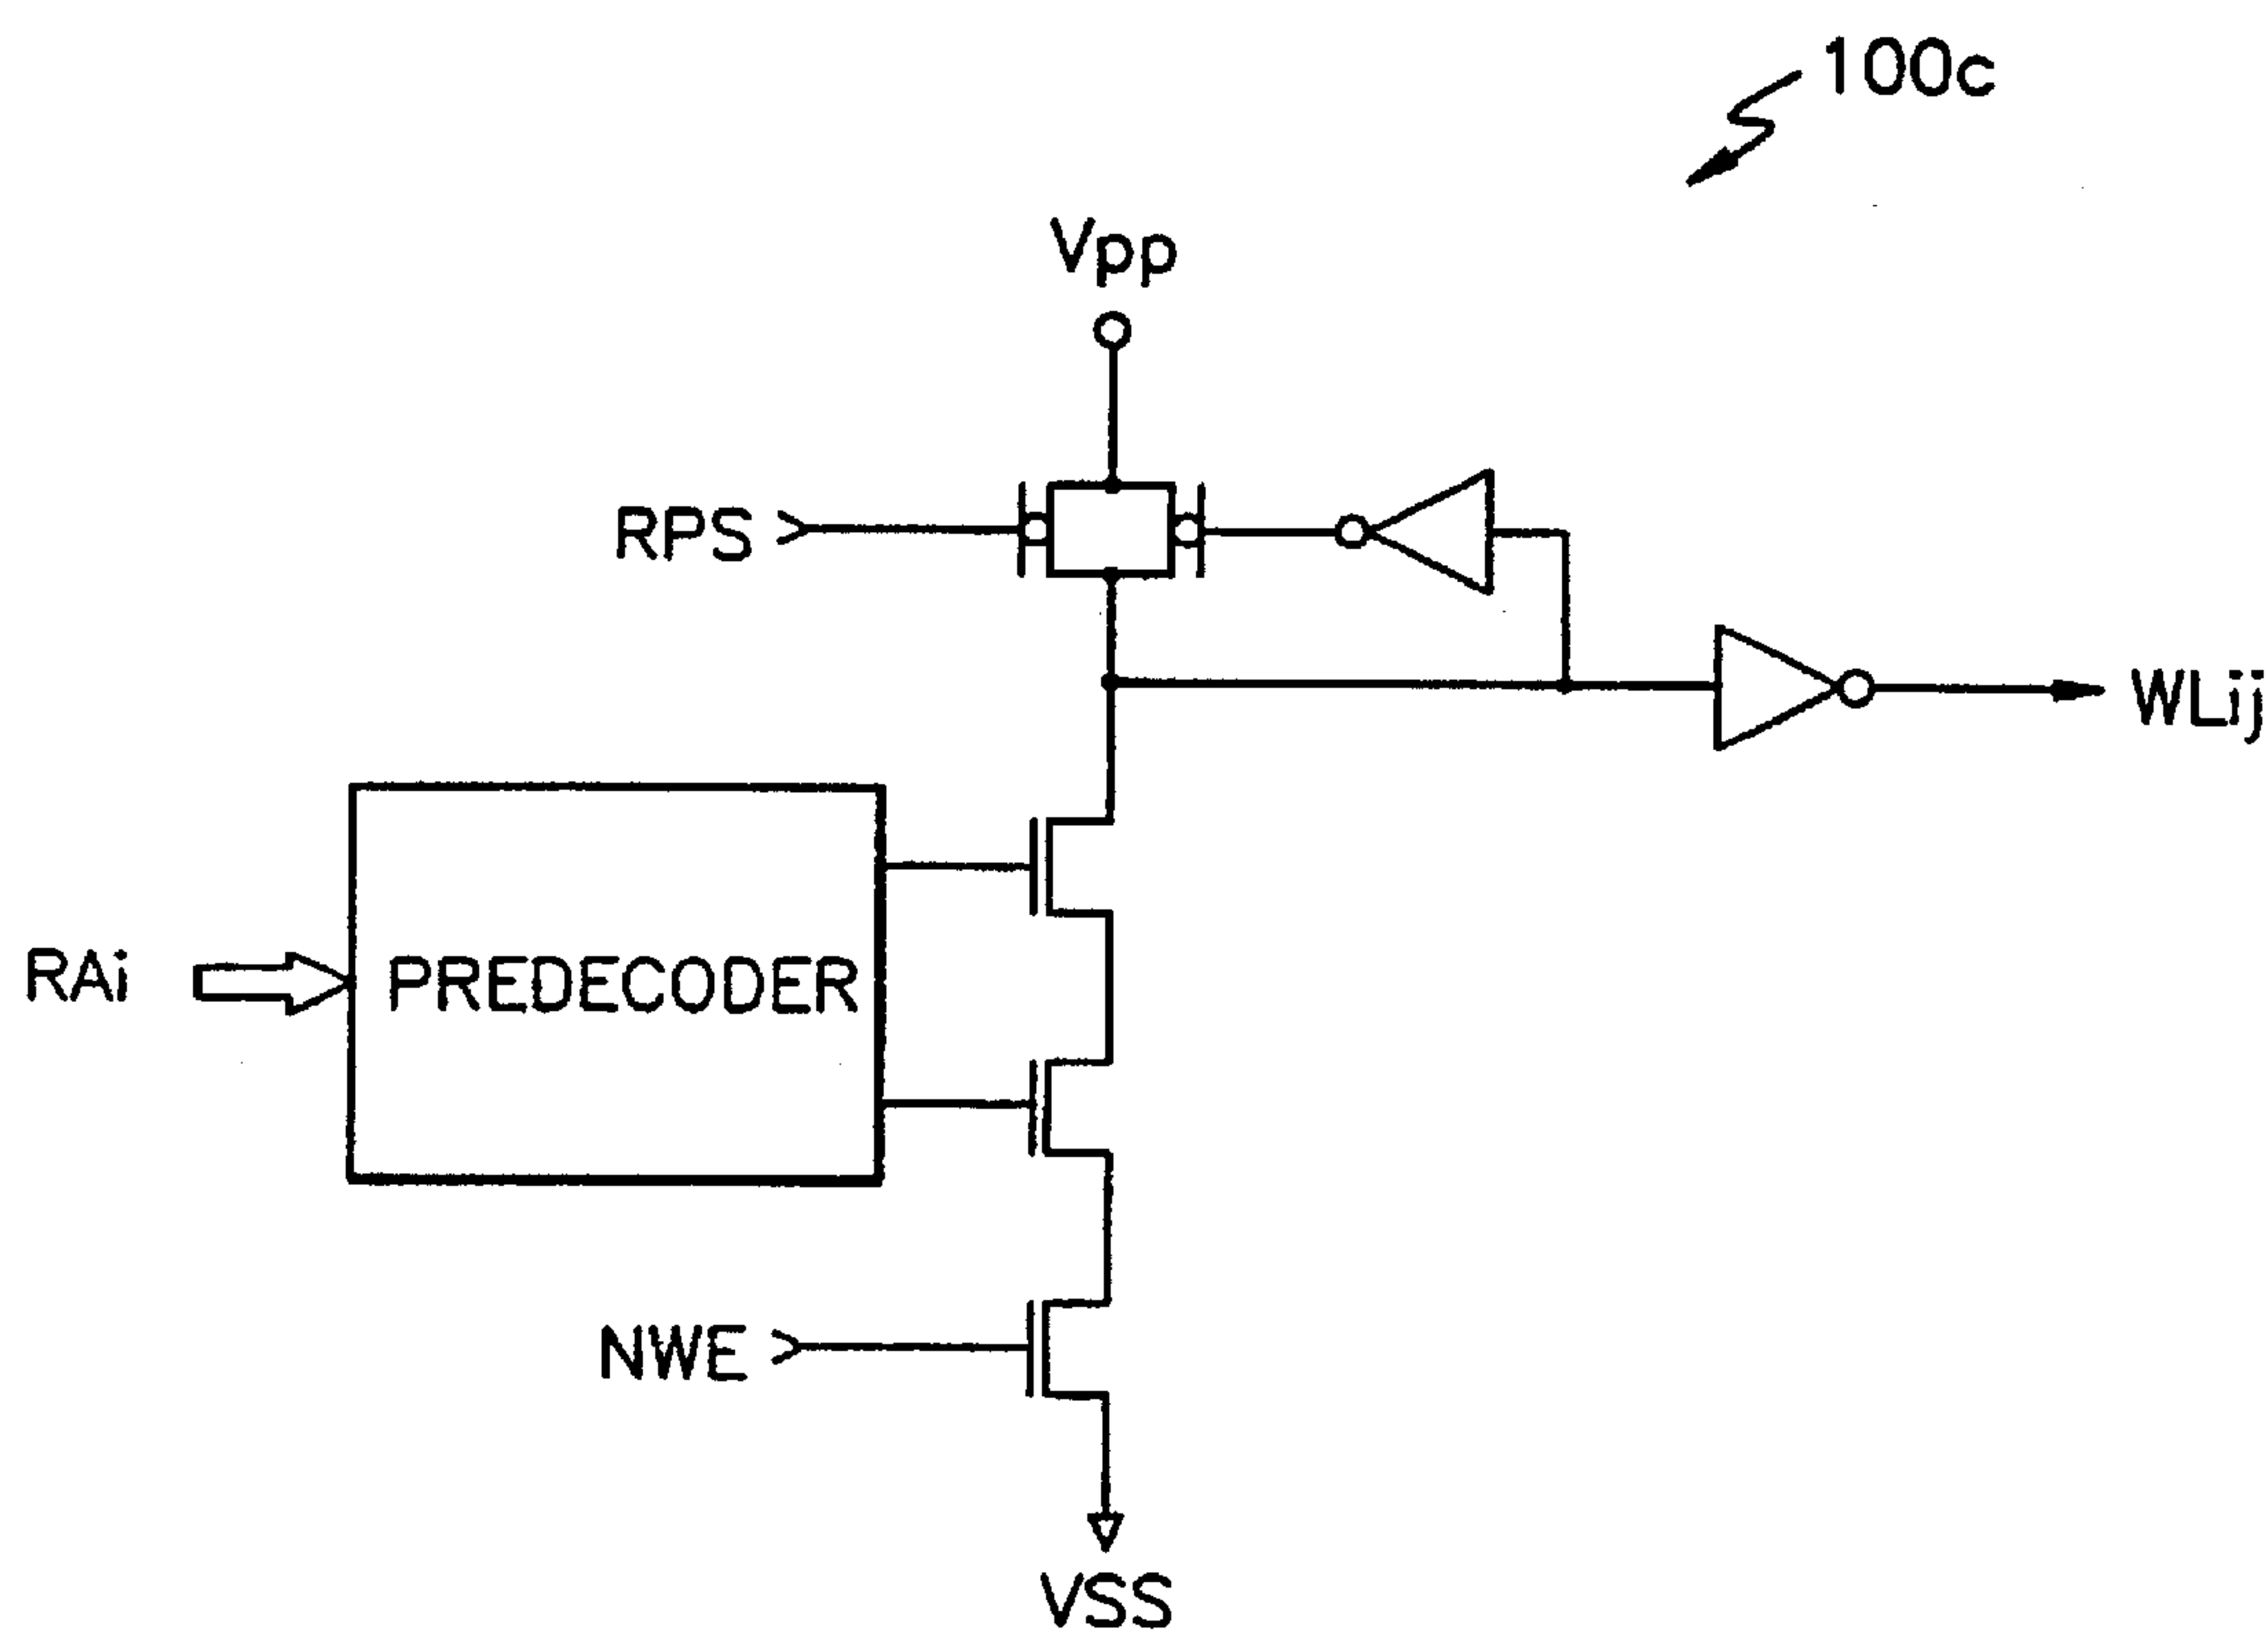 100c
Vpp
RPS
WLij
RAi
PREDECODER
NWE
VSS